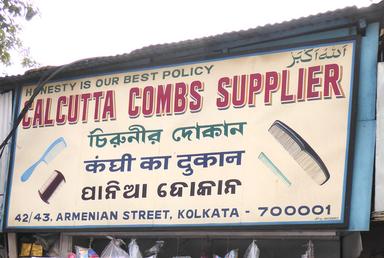 HONESTY IS OUR BEST POLICY
الله اكبر
CALCUTTA COMBS SUPPLIER
চিরুনীর দোকান
कंघी का दुकान
ପାନିଆ ଦୋକାନ
42/43, ARMENIAN STREET, KOLKATA - 700001